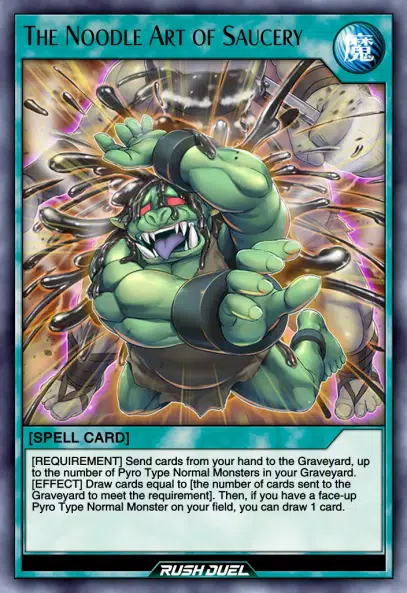 The Noodle Art of Saucery
魔
[SPELL CARD]
[REQUIREMENT] Send cards from your hand to the Graveyard, up
to the number of Pyro Type Normal Monsters in your Graveyard.
[EFFECT] Draw cards equal to [the number of cards sent to the
Graveyard to meet the requirement]. Then, if you have a face-up
Pyro Type Normal Monster on your field, you can draw 1 card.
RUSH DUEL